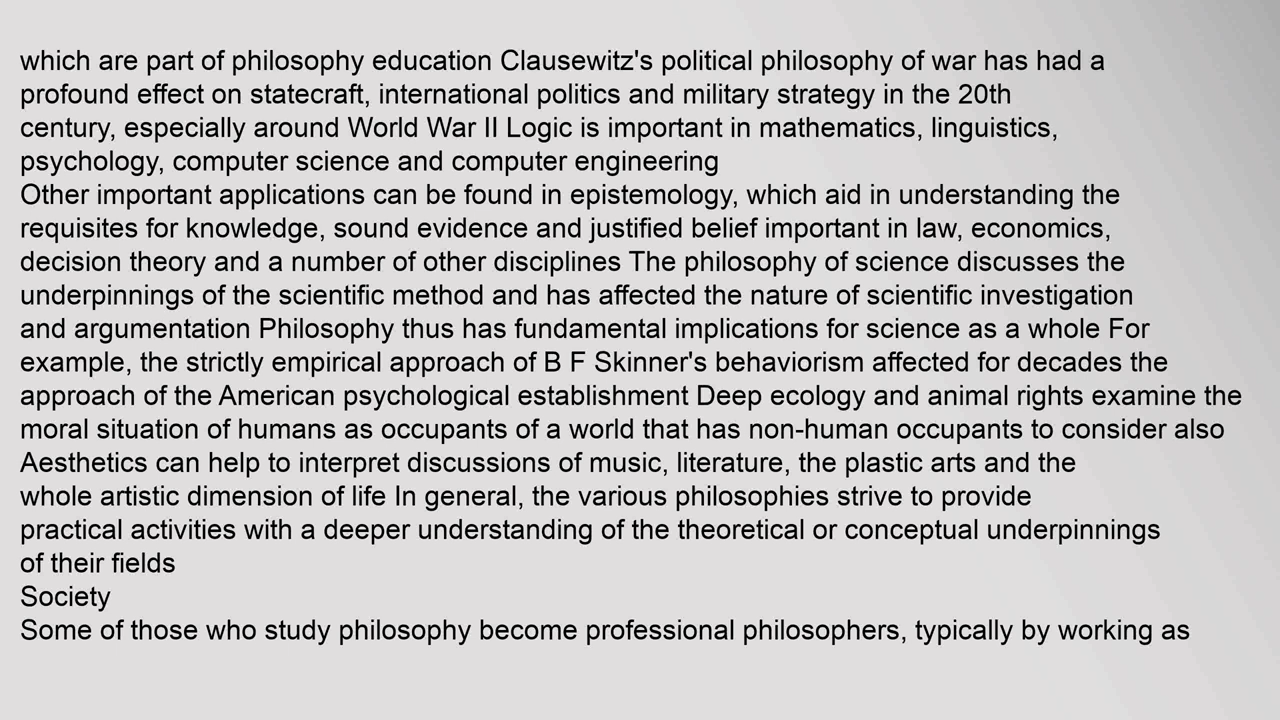 which are part of philosophy education Clausewitz's political philosophy of war has had a
profound effect on statecraft, international politics and military strategy in the 20th
century, especially around World War II Logic is important in mathematics, linguistics,
psychology, computer science and computer engineering
Other important applications can be found in epistemology, which aid in understanding the
requisites for knowledge, sound evidence and justified belief important in law, economics,
decision theory and a number of other disciplines The philosophy of science discusses the
underpinnings of the scientific method and has affected the nature of scientific investigation
and argumentation Philosophy thus has fundamental implications for science as a whole For
example, the strictly empirical approach of B F Skinner's behaviorism affected for decades the
approach of the American psychological establishment Deep ecology and animal rights examine the
moral situation of humans as occupants of a world that has non-human occupants to consider also
Aesthetics can help to interpret discussions of music, literature, the plastic arts and the
whole artistic dimension of life In general, the various philosophies strive to provide
practical activities with a deeper understanding of the theoretical or conceptual underpinnings
of their fields
Society
Some of those who study philosophy become professional philosophers, typically by working as